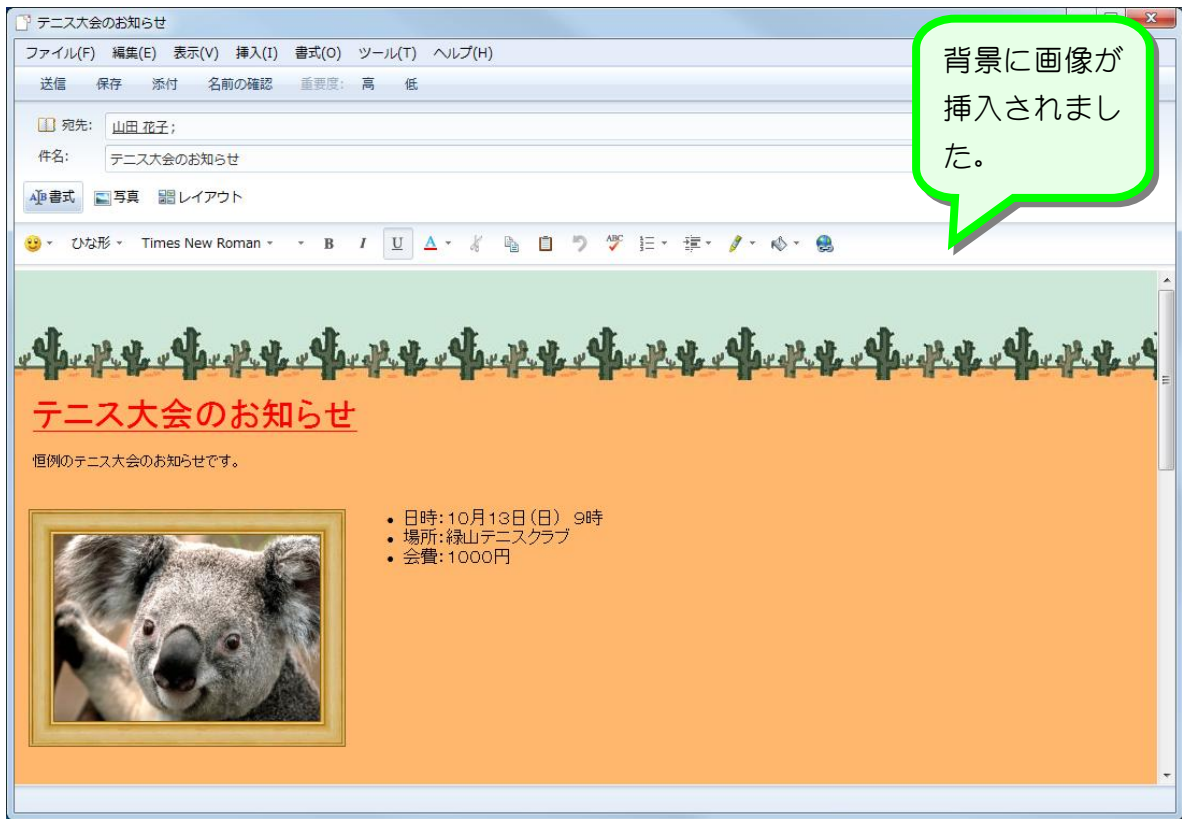 テニス大会のお知らせ
ファイル(F) 編集(E) 表示(V) 挿入(I) 書式(O) ツール(T) ヘルプ(H)
送信 保存 添付 名前の確認 重要度: 高 低
宛先: 山田 花子;
件名: テニス大会のお知らせ
書式 写真 レイアウト
ひな形 Times New Roman B I U A ABC
背景に画像が
挿入されまし
た。
テニス大会のお知らせ
恒例のテニス大会のお知らせです。
• 日時:10月13日(日) 9時
• 場所:緑山テニスクラブ
• 会費:1000円